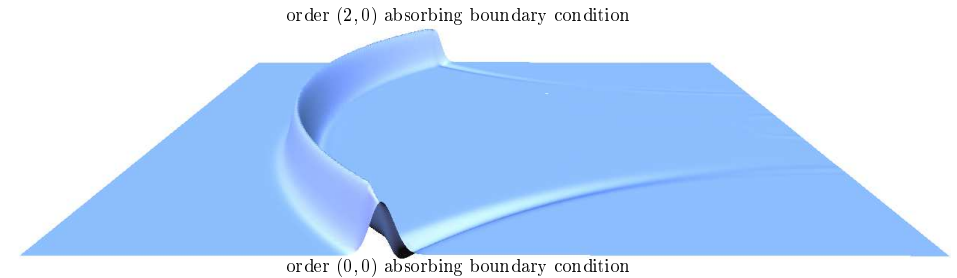 order (2,0) absorbing boundary condition
order (0,0) absorbing boundary condition